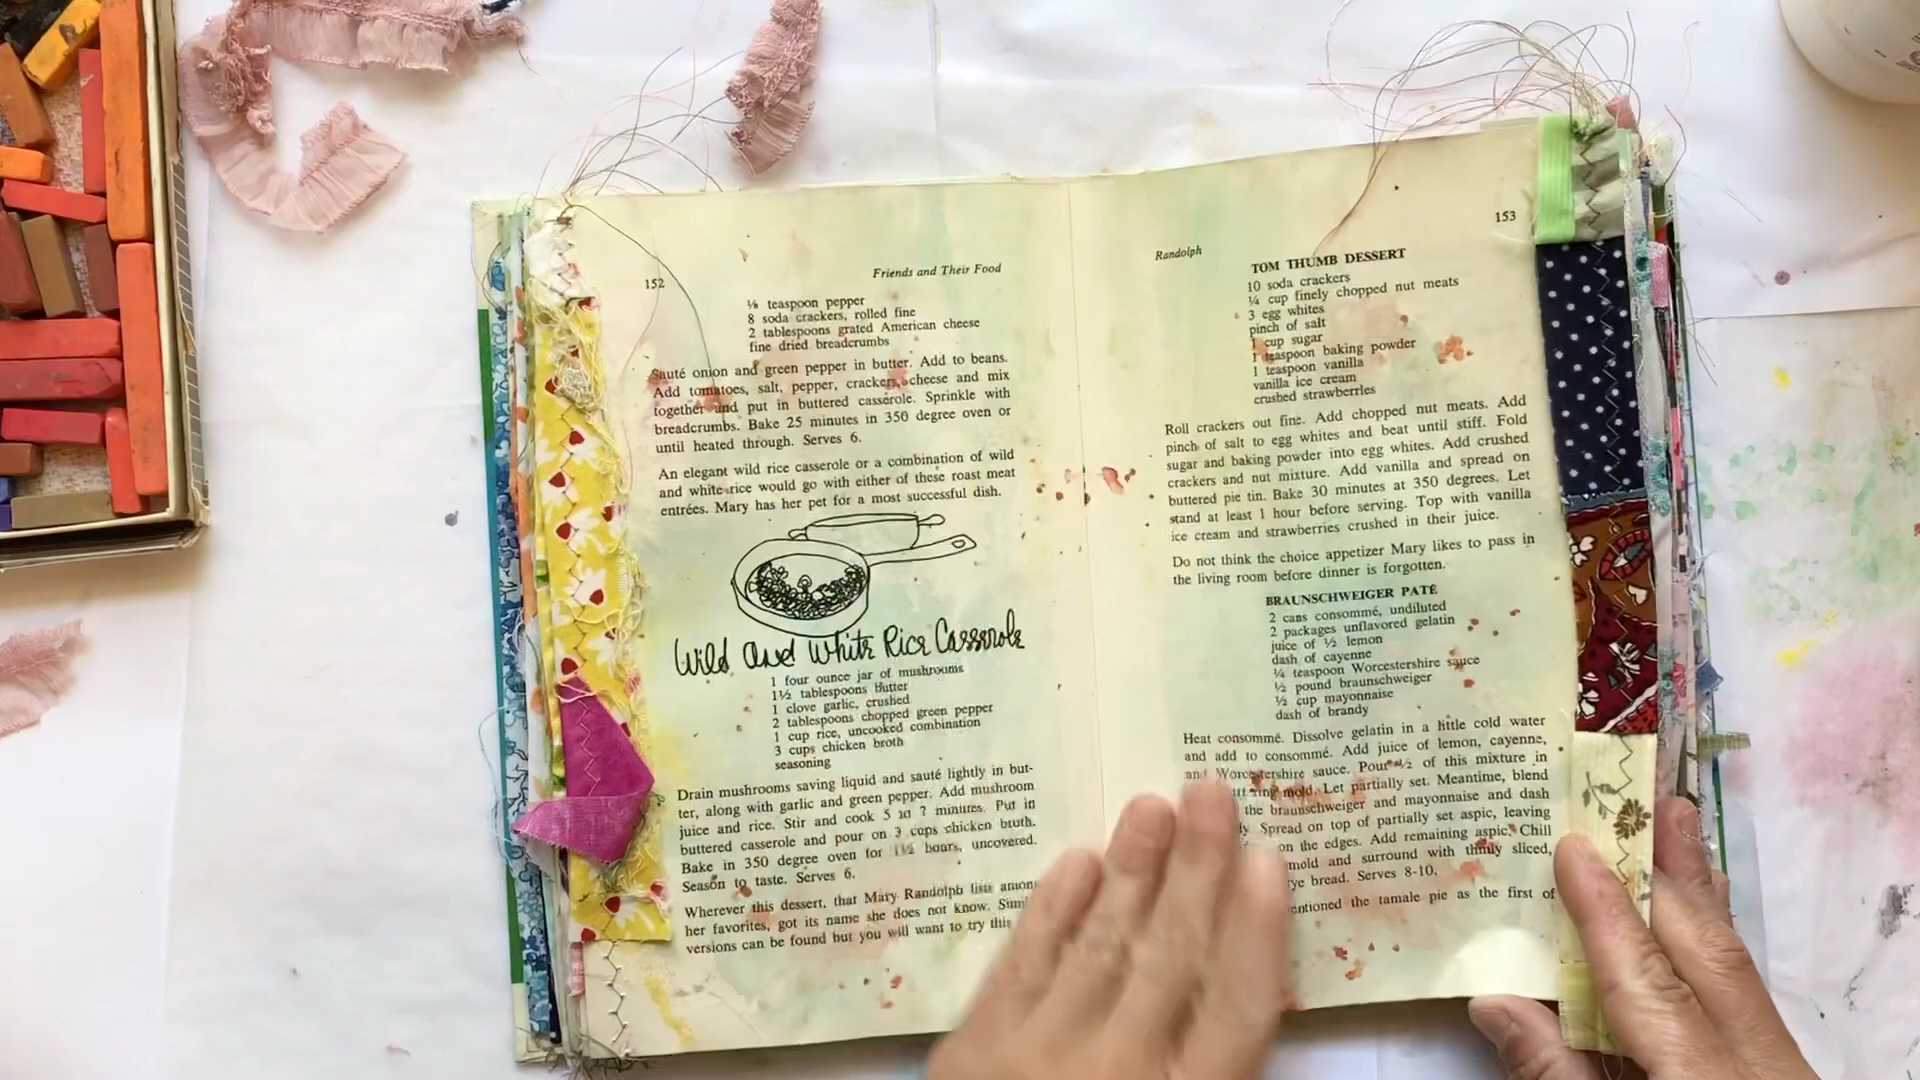 152
Friends and Their Food
⅛ teaspoon pepper
8 soda crackers, rolled fine
2 tablespoons grated American cheese
fine dried breadcrumbs
Sauté onion and green pepper in butter. Add to beans.
Add tomatoes, salt, pepper, crackers, cheese and mix
together and put in buttered casserole. Sprinkle with
breadcrumbs. Bake 25 minutes in 350 degree oven or
until heated through. Serves 6.
An elegant wild rice casserole or a combination of wild
and white rice would go with either of these roast meat
entrées. Mary has her pet for a most successful dish.
Wild and White Rice Casserole
1 four ounce jar of mushrooms
1½ tablespoons butter
1 clove garlic, crushed
2 tablespoons chopped green pepper
1 cup rice, uncooked combination
3 cups chicken broth
seasoning
Drain mushrooms saving liquid and sauté lightly in but-
ter, along with garlic and green pepper. Add mushroom
juice and rice. Stir and cook 5 minutes. Put in
buttered casserole and pour on 3 cups chicken broth.
Bake in 350 degree oven for 1½ hours, uncovered.
Season to taste. Serves 6.
Wherever this dessert, that Mary Randolph lists among
her favorites, got its name she does not know.
versions can be found but you will want to try
Randolph
153
TOM THUMB DESSERT
10 soda crackers
¼ cup finely chopped nut meats
3 egg whites
pinch of salt
1 cup sugar
1 teaspoon baking powder
1 teaspoon vanilla
vanilla ice cream
crushed strawberries
Roll crackers out fine. Add chopped nut meats. Add
pinch of salt to egg whites and beat until stiff. Fold
sugar and baking powder into egg whites. Add crushed
crackers and nut mixture. Add vanilla and spread on
buttered pie tin. Bake 30 minutes at 350 degrees. Let
stand at least 1 hour before serving. Top with vanilla
ice cream and strawberries crushed in their juice.
Do not think the choice appetizer Mary likes to pass in
the living room before dinner is forgotten.
BRAUNSCHWEIGER PATE
2 cans consommé, undiluted
2 packages unflavored gelatin
juice of ½ lemon
dash of cayenne
¼ teaspoon Worcestershire sauce
½ pound braunschweiger
½ cup mayonnaise
dash of brandy
Heat consommé. Dissolve gelatin in a little cold water
and add to consommé. Add juice of lemon, cayenne,
and Worcestershire sauce. Pour ½ of this mixture in
ring mold. Let partially set. Meantime, blend
the braunschweiger and mayonnaise and dash
Spread on top of partially set aspic, leaving
on the edges. Add remaining aspic. Chill
mold and surround with thinly sliced,
rye bread. Serves 8-10.
mentioned the tamale pie as the first of